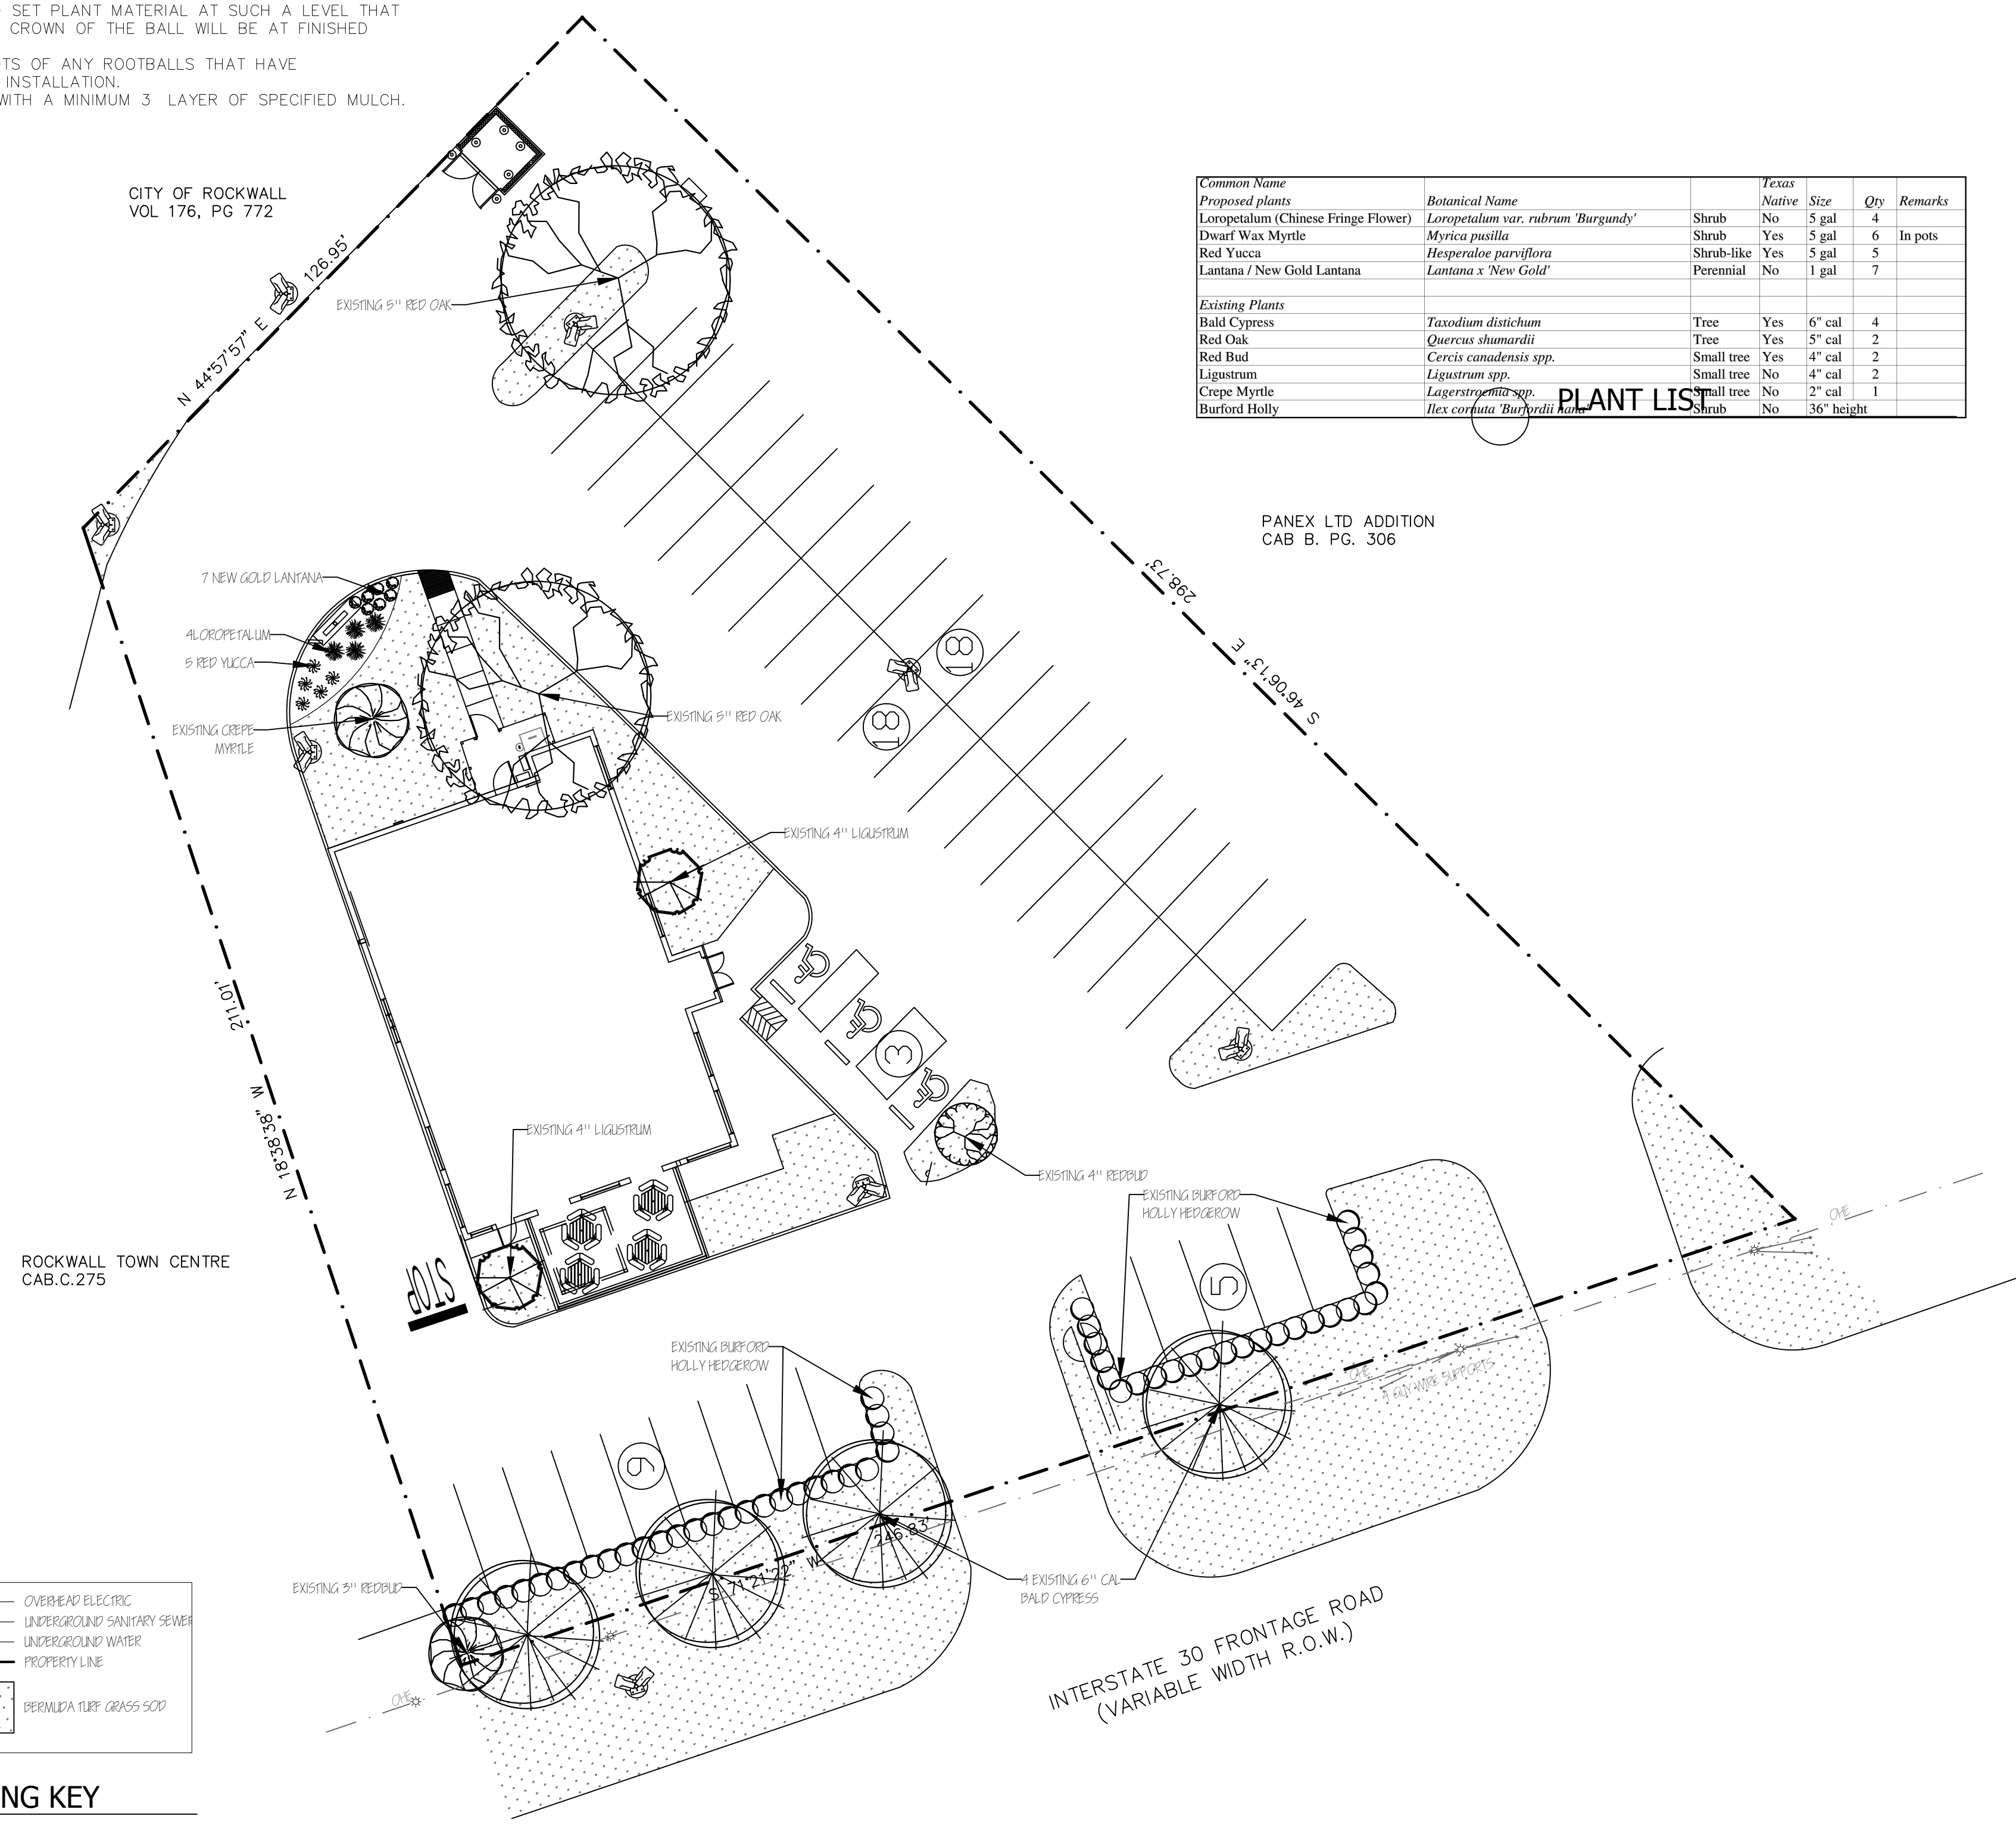 SET PLANT MATERIAL AT SUCH A LEVEL THAT
CROWN OF THE BALL WILL BE AT FINISHED
OTS OF ANY ROOTBALLS THAT HAVE
INSTALLATION.
WITH A MINIMUM 3 LAYER OF SPECIFIED MULCH.
CITY OF ROCKWALL
VOL 176, PG 772
N 44°57'57" E
126.95'
EXISTING 5" RED OAK
Common Name Texas
Proposed plants Botanical Name Native Size Qty Remarks
Loropetalum (Chinese Fringe Flower) Loropetalum var. rubrum 'Burgundy' Shrub No 5 gal 4
Dwarf Wax Myrtle Myrica pusilla Shrub Yes 5 gal 6 In pots
Red Yucca Hesperaloe parviflora Shrub-like Yes 5 gal 5
Lantana / New Gold Lantana Lantana x 'New Gold' Perennial No 1 gal 7
Existing Plants
Bald Cypress Taxodium distichum Tree Yes 6" cal 4
Red Oak Quercus shumardii Tree Yes 5" cal 2
Red Bud Cercis canadensis spp. Small tree Yes 4" cal 2
Ligustrum Ligustrum spp. Small tree No 4" cal 2
Crepe Myrtle Lagerstroemia spp. Small tree No 2" cal 1
Burford Holly Ilex cornuta 'Burfordii nana' Shrub No 36" height
PLANT LIST
PANEX LTD ADDITION
CAB B. PG. 306
298.73'
S 46°06'13" E
7 NEW GOLD LANTANA
4LOROPETALUM
5 RED YUCCA
EXISTING CREPE
MYRTLE
EXISTING 5" RED OAK
18
18
EXISTING 4" LIGUSTRUM
211.01'
N 18°38'38" W
3
EXISTING 4" LIGUSTRUM
EXISTING 4" REDBUD
EXISTING BURFORD
HOLLY HEDGEROW
OHE
ROCKWALL TOWN CENTRE
CAB.C.275
STOP
5
EXISTING BURFORD
HOLLY HEDGEROW
OHE
4 GUY-WIRE SUPPORTS
9
S 71°21'22" W
246.83'
EXISTING 3" REDBUD
4 EXISTING 6" CAL
BALD CYPRESS
OHE
INTERSTATE 30 FRONTAGE ROAD
(VARIABLE WIDTH R.O.W.)
OVERHEAD ELECTRIC
UNDERGROUND SANITARY SEWER
UNDERGROUND WATER
PROPERTY LINE
BERMUDA TURF GRASS SOD
NG KEY